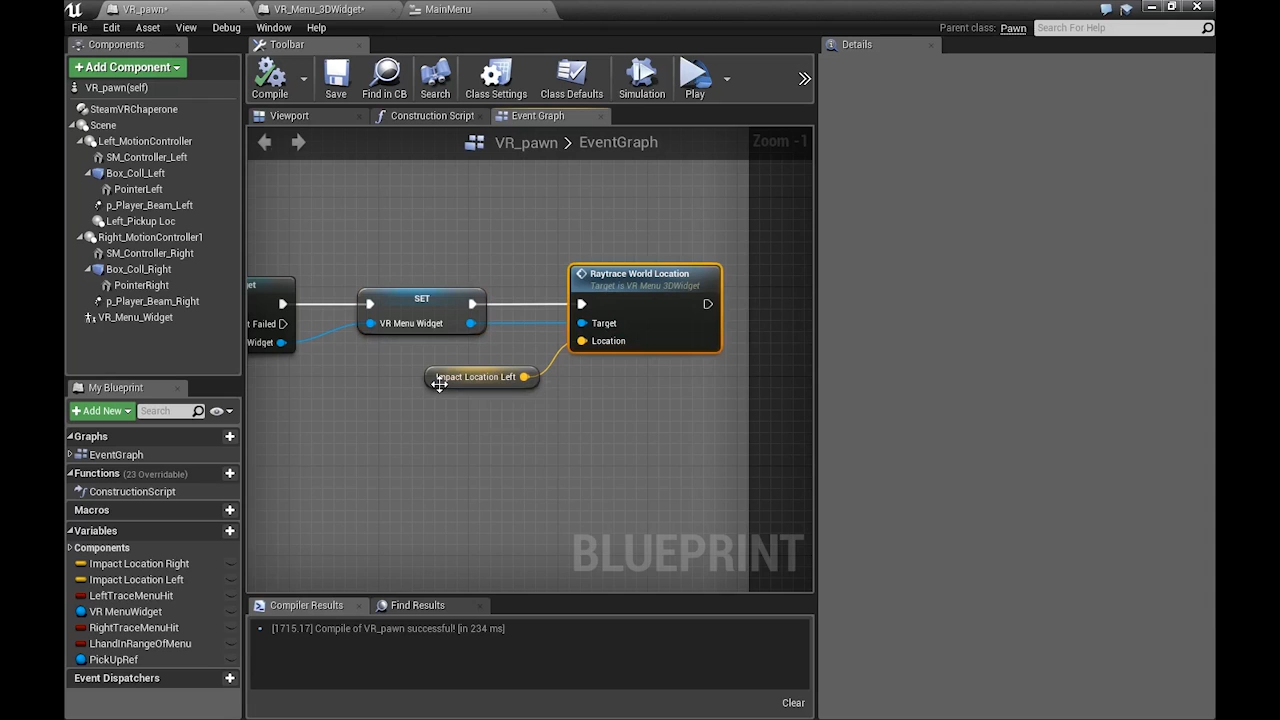 VR_pawn*
VR_Menu_3DWidget*
MainMenu
File
Edit
Asset
View
Debug
Window
Help
Parent class: Pawn
Search For Help
Components
+ Add Component
VR_pawn(self)
SteamVRChaperone
Scene
Left_MotionController
SM_Controller_Left
Box_Coll_Left
PointerLeft
p_Player_Beam_Left
Left_Pickup Loc
Right_MotionController1
SM_Controller_Right
Box_Coll_Right
PointerRight
p_Player_Beam_Right
VR_Menu_Widget
My Blueprint
+ Add New
Search
Graphs
EventGraph
Functions (23 Overridable)
ConstructionScript
Macros
Variables
Components
Impact Location Right
Impact Location Left
LeftTraceMenuHit
VR MenuWidget
RightTraceMenuHit
LhandInRangeOfMenu
PickUpRef
Event Dispatchers
Toolbar
Compile
Save
Find in CB
Search
Class Settings
Class Defaults
Simulation
Play
Viewport
Construction Script
Event Graph
VR_pawn > EventGraph
Zoom -1
et
t Failed
Widget
SET
VR Menu Widget
Raytrace World Location
Target is VR Menu 3DWidget
Target
Location
Impact Location Left
BLUEPRINT
Compiler Results
Find Results
[1715.17] Compile of VR_pawn successful! [in 234 ms]
Clear
Details